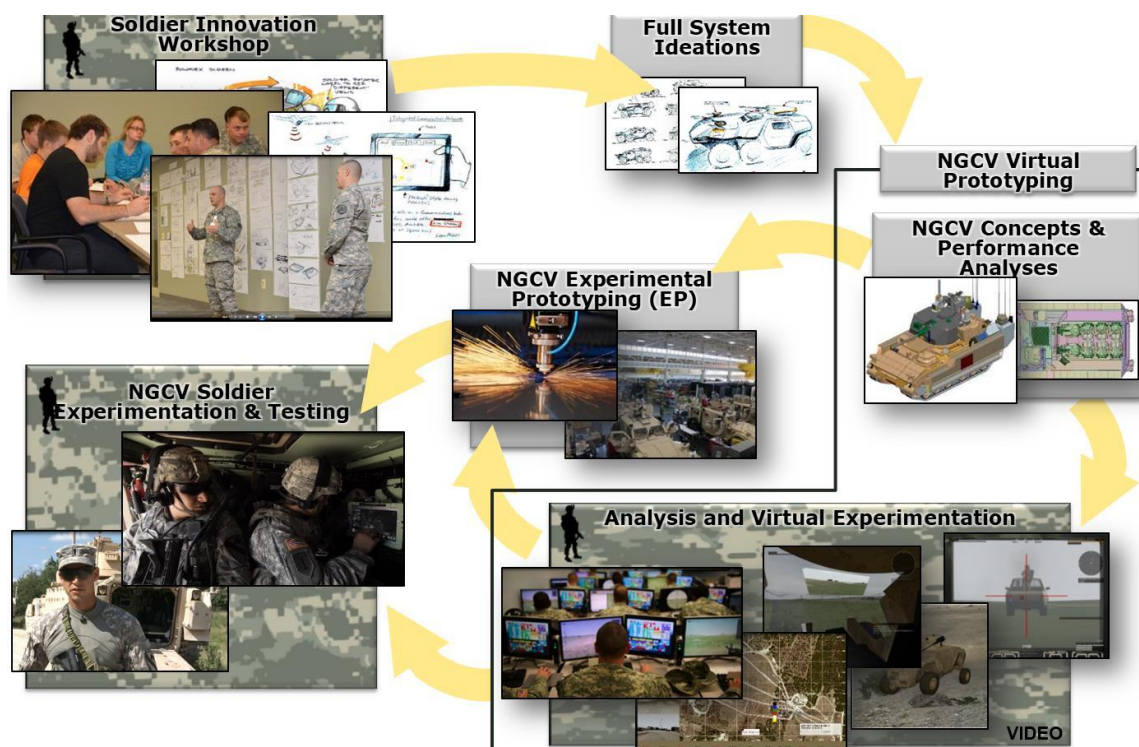 Soldier Innovation
Workshop
Full System
Ideations
NGCV Virtual
Prototyping
NGCV Concepts &
Performance
Analyses
NGCV Experimental
Prototyping (EP)
NGCV Soldier
Experimentation & Testing
Analysis and Virtual Experimentation
VIDEO